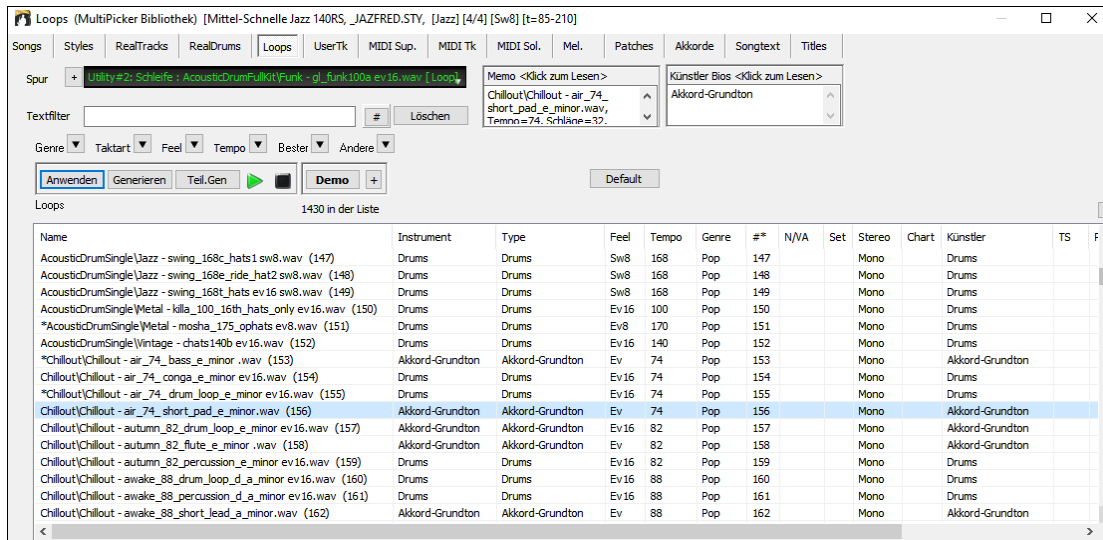 Loops (MultiPicker Bibliothek) [Mittel-Schnelle Jazz 140RS, _JAZFRED.STY, [Jazz] [4/4] [Sw8] [t=85-210]
Songs Styles RealTracks RealDrums Loops UserTk MIDI Sup. MIDI Tk MIDI Sol. Mel. Patches Akkorde Songtext Titles
Spur + Utility#2: Schleife : AcousticDrumFullKit\Funk - gl_funk100a ev16.wav [Loop]
Memo <Klick zum Lesen>
Chillout\Chillout - air_74_
short_pad_e_minor.wav,
Tempo=74, Schläge=32,
Künstler Bios <Klick zum Lesen>
Akkord-Grundton
Textfilter # Löschen
Genre Taktart Feel Tempo Bester Andere
Anwenden Generieren Teil.Gen Demo + Default
Loops 1430 in der Liste
Name Instrument Type Feel Tempo Genre #* N/VA Set Stereo Chart Künstler TS
AcousticDrumSingle\Jazz - swing_168c_hats1 sw8.wav (147) Drums Drums Sw8 168 Pop 147 Mono Drums
AcousticDrumSingle\Jazz - swing_168e_ride_hat2 sw8.wav (148) Drums Drums Sw8 168 Pop 148 Mono Drums
AcousticDrumSingle\Jazz - swing_168t_hats ev16 sw8.wav (149) Drums Drums Sw8 168 Pop 149 Mono Drums
AcousticDrumSingle\Metal - killa_100_16th_hats_only ev16.wav (150) Drums Drums Ev16 100 Pop 150 Mono Drums
*AcousticDrumSingle\Metal - mosha_175_ophats ev8.wav (151) Drums Drums Ev8 170 Pop 151 Mono Drums
AcousticDrumSingle\Vintage - chats140b ev16.wav (152) Drums Drums Ev16 140 Pop 152 Mono Drums
*Chillout\Chillout - air_74_bass_e_minor .wav (153) Akkord-Grundton Akkord-Grundton Ev 74 Pop 153 Mono Akkord-Grundton
Chillout\Chillout - air_74_ conga_e_minor ev16.wav (154) Drums Drums Ev16 74 Pop 154 Mono Drums
*Chillout\Chillout - air_74_ drum_loop_e_minor ev16.wav (155) Drums Drums Ev16 74 Pop 155 Mono Drums
Chillout\Chillout - air_74_ short_pad_e_minor.wav (156) Akkord-Grundton Akkord-Grundton Ev 74 Pop 156 Mono Akkord-Grundton
Chillout\Chillout - autumn_82_drum_loop_e_minor ev16.wav (157) Akkord-Grundton Akkord-Grundton Ev16 82 Pop 157 Mono Akkord-Grundton
Chillout\Chillout - autumn_82_flute_e_minor .wav (158) Akkord-Grundton Akkord-Grundton Ev 82 Pop 158 Mono Akkord-Grundton
Chillout\Chillout - autumn_82_percussion_e_minor ev16.wav (159) Drums Drums Ev16 82 Pop 159 Mono Drums
Chillout\Chillout - awake_88_drum_loop_d_a_minor ev16.wav (160) Drums Drums Ev16 88 Pop 160 Mono Drums
Chillout\Chillout - awake_88_percussion_d_a_minor ev16.wav (161) Drums Drums Ev16 88 Pop 161 Mono Drums
Chillout\Chillout - awake_88_short_lead_a_minor.wav (162) Akkord-Grundton Akkord-Grundton Ev 88 Pop 162 Mono Akkord-Grundton